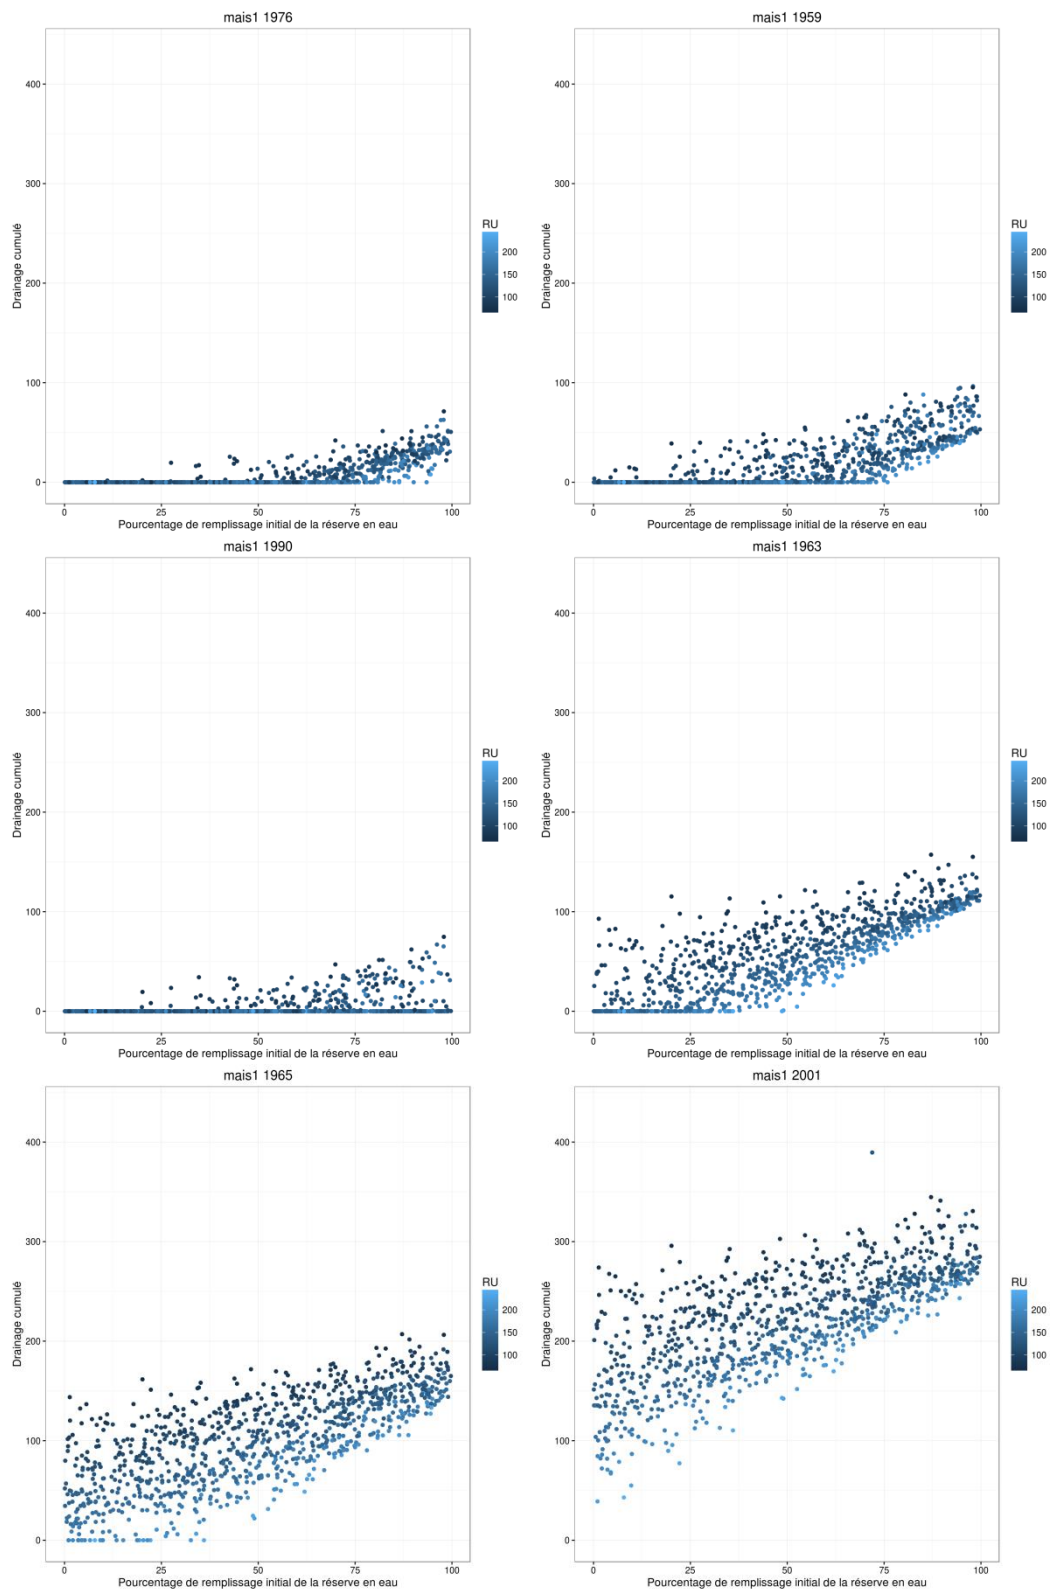 mais1 1976
400
300
200
100
0
Drainage cumulé
0 25 50 75 100
Pourcentage de remplissage initial de la réserve en eau
RU
200
150
100
mais1 1959
400
300
200
100
0
Drainage cumulé
0 25 50 75 100
Pourcentage de remplissage initial de la réserve en eau
RU
200
150
100
mais1 1990
400
300
200
100
0
Drainage cumulé
0 25 50 75 100
Pourcentage de remplissage initial de la réserve en eau
RU
200
150
100
mais1 1963
400
300
200
100
0
Drainage cumulé
0 25 50 75 100
Pourcentage de remplissage initial de la réserve en eau
RU
200
150
100
mais1 1965
400
300
200
100
0
Drainage cumulé
0 25 50 75 100
Pourcentage de remplissage initial de la réserve en eau
RU
200
150
100
mais1 2001
400
300
200
100
0
Drainage cumulé
0 25 50 75 100
Pourcentage de remplissage initial de la réserve en eau
RU
200
150
100